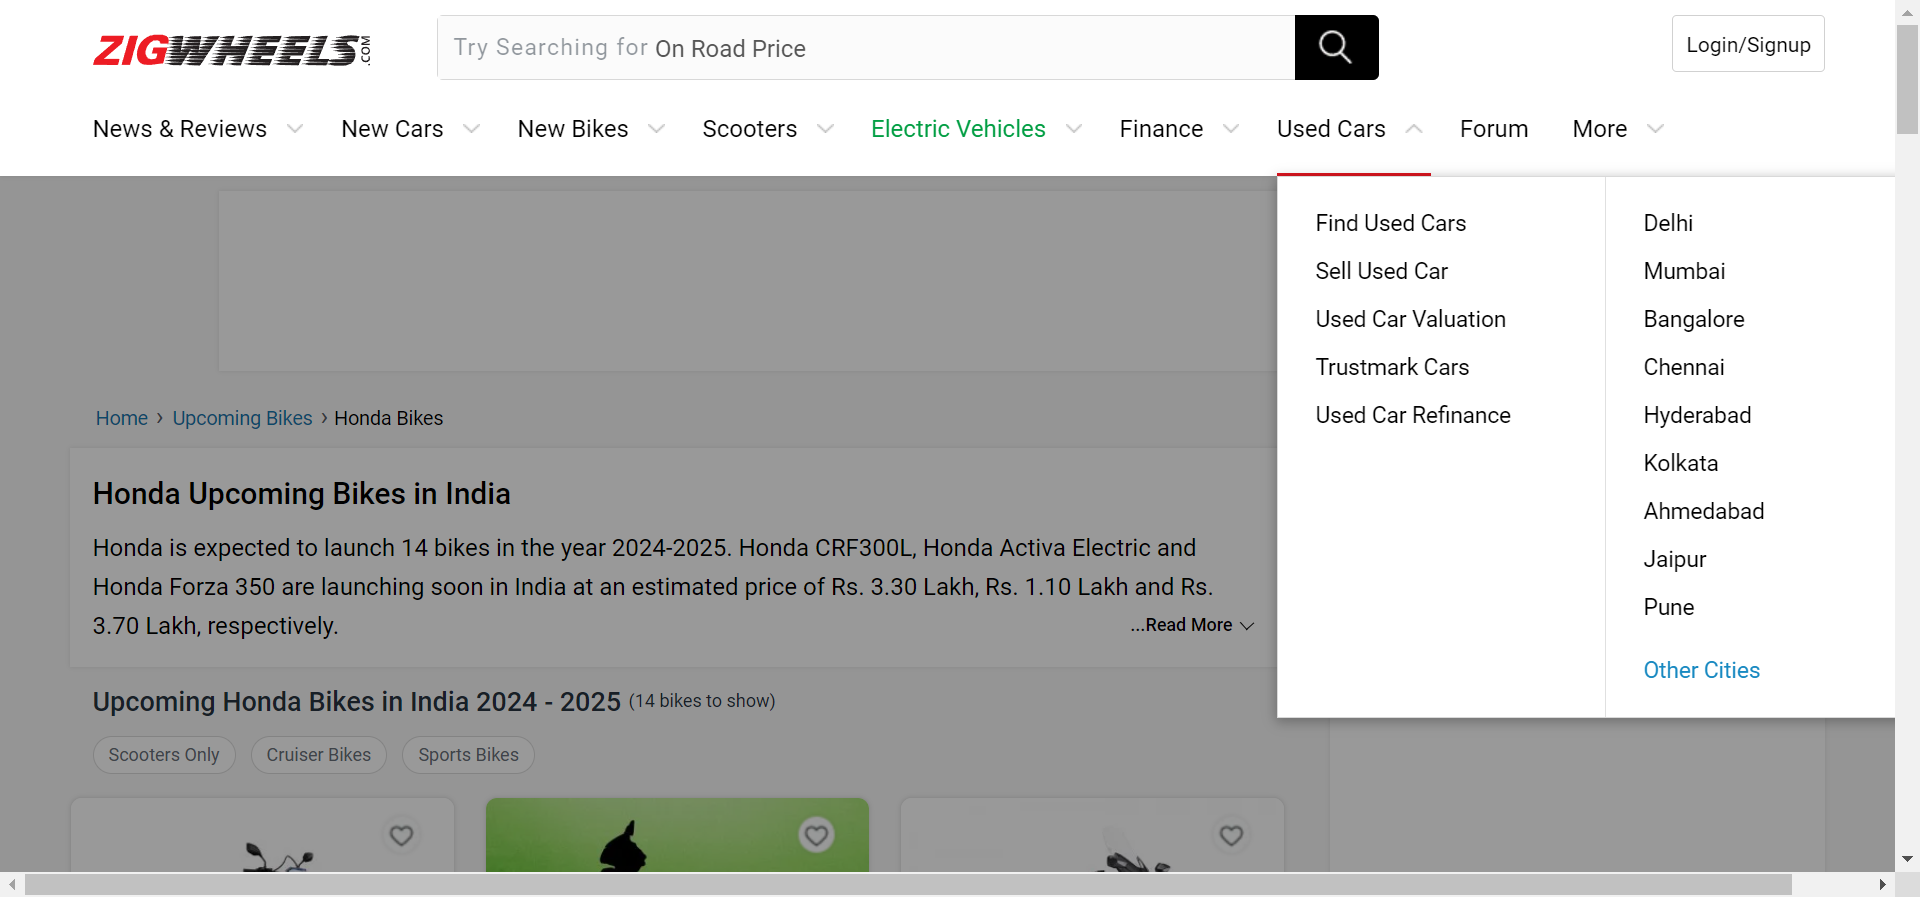 ZIGWHEELS.COM
Try Searching for On Road Price
Login/Signup
News & Reviews
New Cars
New Bikes
Scooters
Electric Vehicles
Finance
Used Cars
Forum
More
Find Used Cars
Sell Used Car
Used Car Valuation
Trustmark Cars
Used Car Refinance
Delhi
Mumbai
Bangalore
Chennai
Hyderabad
Kolkata
Ahmedabad
Jaipur
Pune
Other Cities
Home › Upcoming Bikes › Honda Bikes
Honda Upcoming Bikes in India
Honda is expected to launch 14 bikes in the year 2024-2025. Honda CRF300L, Honda Activa Electric and
Honda Forza 350 are launching soon in India at an estimated price of Rs. 3.30 Lakh, Rs. 1.10 Lakh and Rs.
3.70 Lakh, respectively.
...Read More
Upcoming Honda Bikes in India 2024 - 2025 (14 bikes to show)
Scooters Only
Cruiser Bikes
Sports Bikes